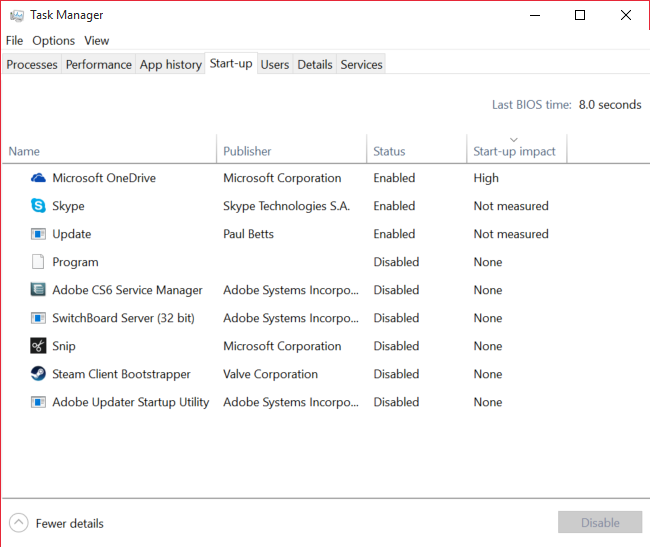 Task Manager
File Options View
Processes Performance App history Start-up Users Details Services
Last BIOS time: 8.0 seconds
Name Publisher Status Start-up impact
Microsoft OneDrive Microsoft Corporation Enabled High
Skype Skype Technologies S.A. Enabled Not measured
Update Paul Betts Enabled Not measured
Program Disabled None
Adobe CS6 Service Manager Adobe Systems Incorpo... Disabled None
SwitchBoard Server (32 bit) Adobe Systems Incorpo... Disabled None
Snip Microsoft Corporation Disabled None
Steam Client Bootstrapper Valve Corporation Disabled None
Adobe Updater Startup Utility Adobe Systems Incorpo... Disabled None
Fewer details Disable